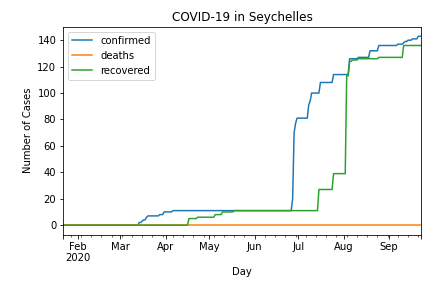 COVID-19 in Seychelles
confirmed
deaths
recovered
Number of Cases
140
120
100
80
60
40
20
0
Feb Mar Apr May Jun Jul Aug Sep
2020
Day